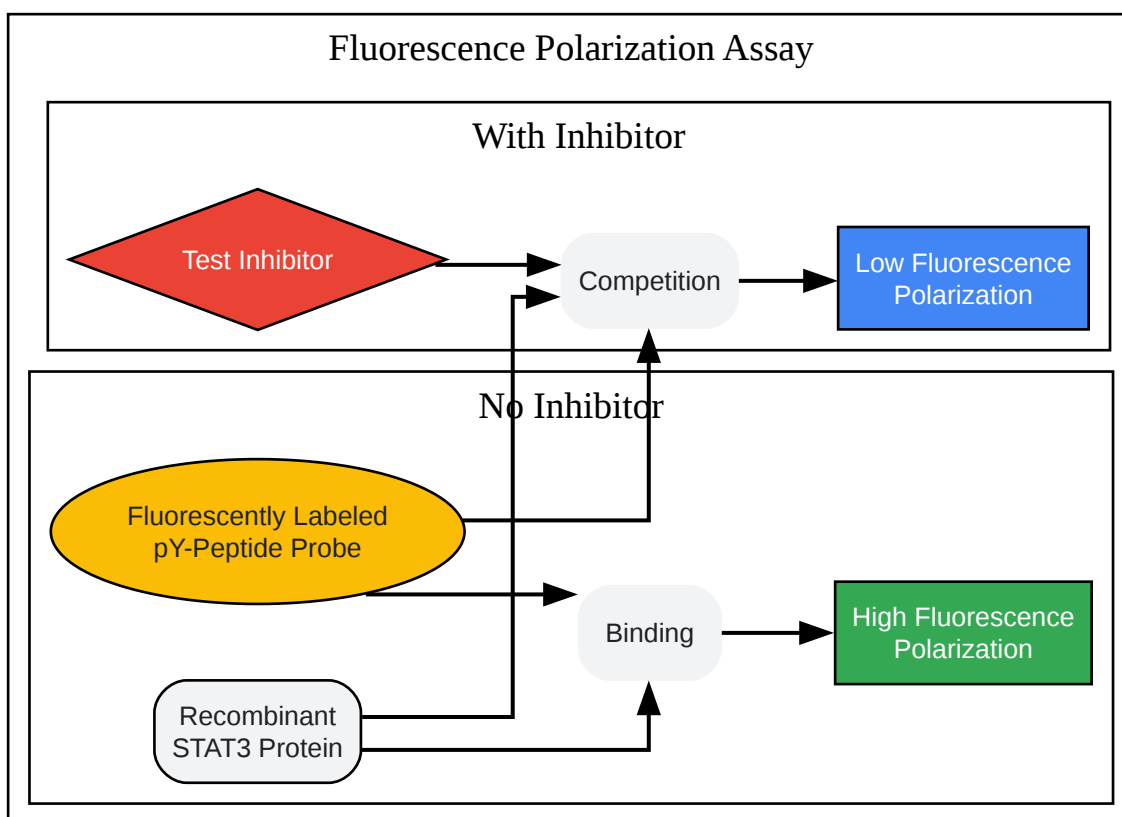 Fluorescence Polarization Assay
With Inhibitor
Test Inhibitor
Competition
Low Fluorescence
Polarization
No Inhibitor
Fluorescently Labeled
pY-Peptide Probe
Binding
High Fluorescence
Polarization
Recombinant
STAT3 Protein